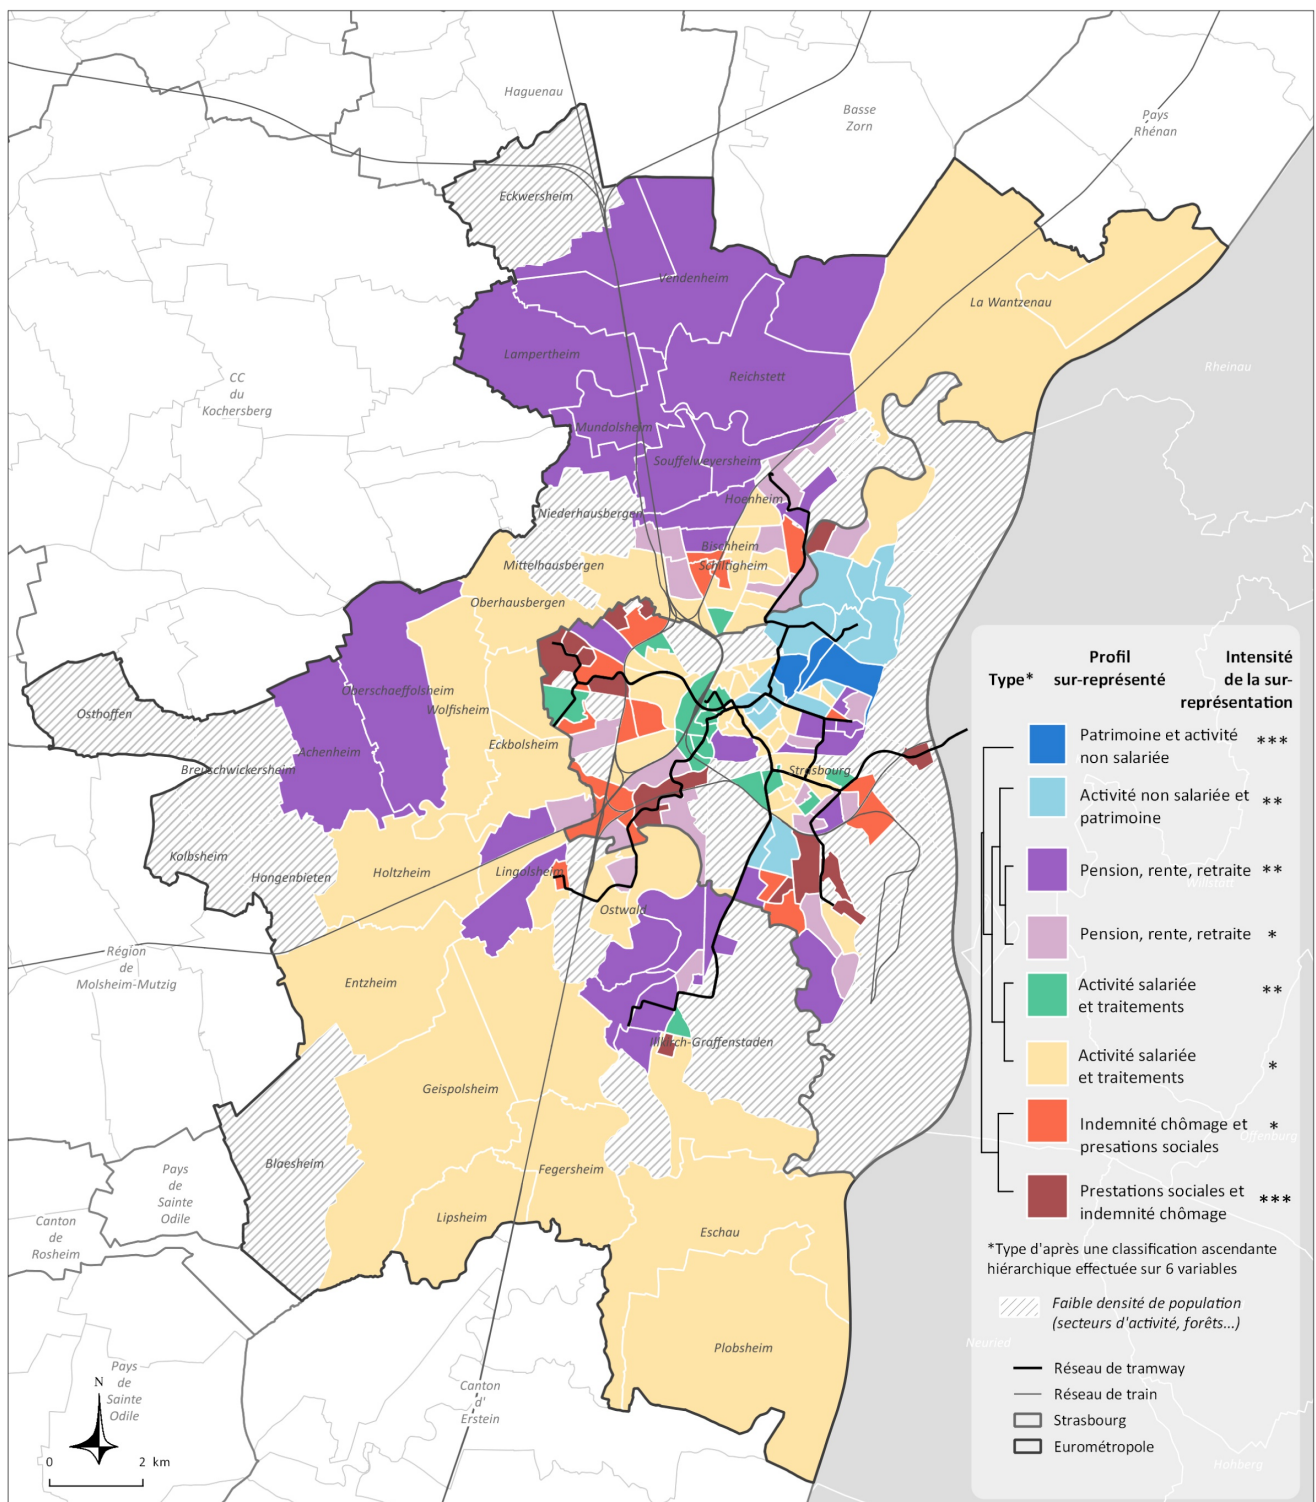 Haguenau
Basse
Zorn
Pays
Rhénan
Eckwersheim
Vendenheim
La Wantzenau
Lampertheim
Reichstett
Rheinau
CC
du
Kochersberg
Mundolsheim
Souffelweyersheim
Hoenheim
Niederhausbergen
Bischheim
Mittelhausbergen
Schiltigheim
Oberhausbergen
Oberschaeffolsheim
Wolfisheim
Osthoffen
Achenheim
Eckbolsheim
Breuschwickersheim
Strasbourg
Kolbsheim
Hangenbieten
Holtzheim
Lingolsheim
Ostwald
Région
de
Molsheim-Mutzig
Entzheim
Illkirch-Graffenstaden
Geispolsheim
Blaesheim
Fegersheim
Pays
de
Sainte
Odile
Lipsheim
Eschau
Canton
de
Rosheim
Plobsheim
Pays
de
Sainte
Odile
Canton
d'
Erstein
N
0 2 km
Willstätt
Offenburg
Neuried
Hohberg
Type*
Profil
sur-représenté
Intensité
de la sur-
représentation
Patrimoine et activité
non salariée
***
Activité non salariée et
patrimoine
**
Pension, rente, retraite **
Pension, rente, retraite *
Activité salariée
et traitements
**
Activité salariée
et traitements
*
Indemnité chômage et
presations sociales
*
Prestations sociales et
indemnité chômage
***
*Type d'après une classification ascendante
hiérarchique effectuée sur 6 variables
Faible densité de population
(secteurs d'activité, forêts...)
Réseau de tramway
Réseau de train
Strasbourg
Eurométropole